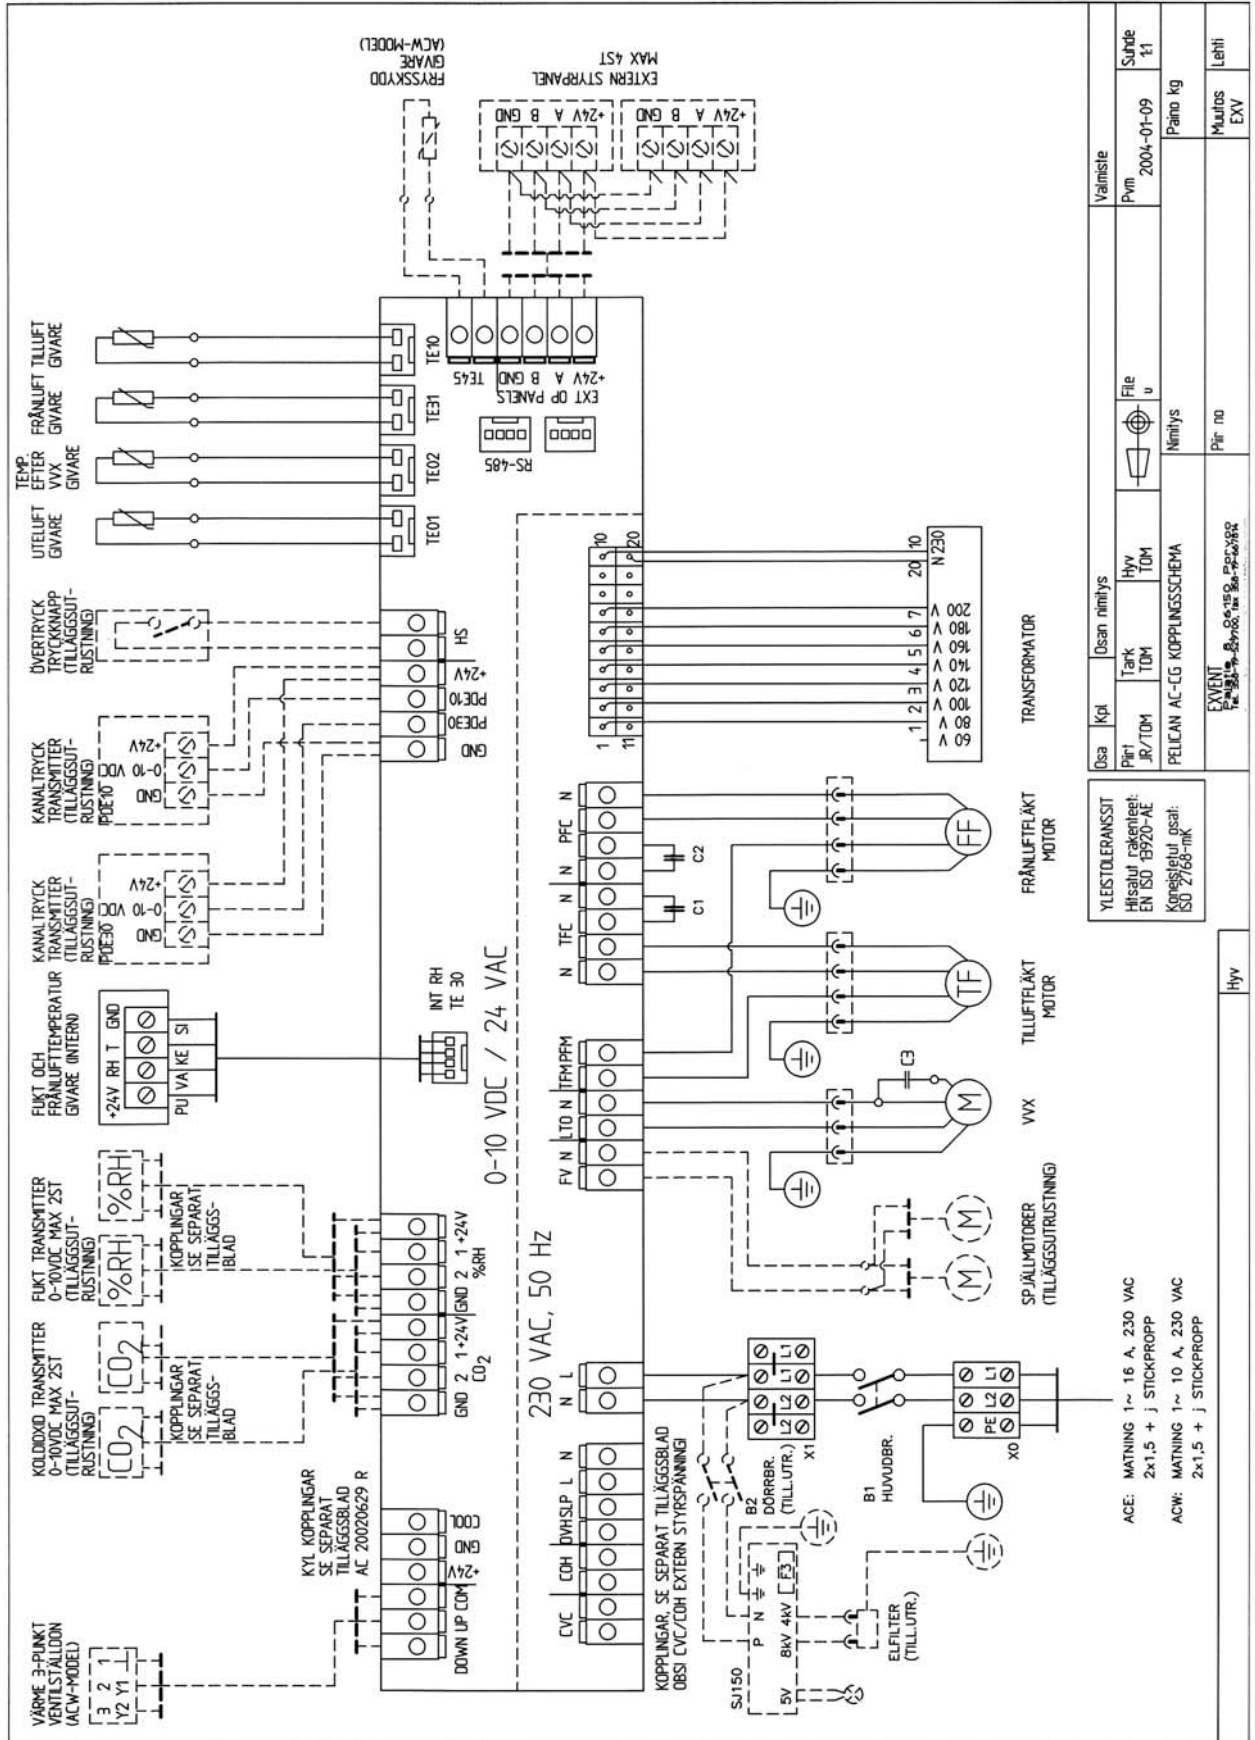 VÄRME 3-PUNKT
VENTILSTÄLLDON
(ACW-MODEL)
3 2 1
Y2 Y1
KYL KOPPLINGAR
SE SEPARAT
TILLÄGGSBLAD
AC 20020629 R
KOLDIOXID TRANSMITTER
0-10VDC MAX 2ST
(TILLÄGGSUT-
RUSTNING)
CO2
CO2
KOPPLINGAR
SE SEPARAT
TILLÄGGS-
BLAD
FUKT TRANSMITTER
0-10VDC MAX 2ST
(TILLÄGGSUT-
RUSTNING)
%RH
%RH
KOPPLINGAR
SE SEPARAT
TILLÄGGS-
BLAD
FUKT OCH
FRÅNLUFTTEMPERATUR
GIVARE (INTERN)
+24V RH T GND
PU VA KE SI
KANALTRYCK
TRANSMITTER
(TILLÄGGSUT-
RUSTNING)
PDE30
GND
0-10 VDC
+24V
KANALTRYCK
TRANSMITTER
(TILLÄGGSUT-
RUSTNING)
PDE10
GND
0-10 VDC
+24V
ÖVERTRYCK
TRYCKKNAPP
(TILLÄGGSUT-
RUSTNING)
UTELUFT
GIVARE
TEMP.
EFTER
VVX
GIVARE
FRÅNLUFT
GIVARE
TILLUFT
GIVARE
FRYSSKYDD
GIVARE
(ACW-MODEL)
EXTERN STYRPANEL
MAX 4ST
+24V A B GND
+24V A B GND
DOWN UP COM
+24V
GND
COOL
GND 2 1 +24V
CO2
GND 2 1 +24V
%RH
INT RH
TE 30
GND
PDE30
PDE10
+24V
HS
TE01
TE02
TE31
TE10
TE45
+24V A B GND
EXT OP PANELS
RS-485
0-10 VDC / 24 VAC
230 VAC, 50 Hz
CVC COH OVHSLP L N
N L
FV N LTO N TFM PFM
N TFC N
N PFC N
C1
C2
1 10
11 20
KOPPLINGAR, SE SEPARAT TILLÄGGSBLAD
OBS! CVC/COH EXTERN STYRSPÄNNING!
SJ150
P N
F3
5V 8kV 4kV
ELFILTER
(TILL.UTR.)
B2
DÖRRBR.
(TILL.UTR.)
L2 L2 L1 L1
X1
B1
HUVUDBR.
PE L2 L1
X0
SPJÄLLMOTORER
(TILLÄGGSUTRUSTNING)
M
M
VVX
M
C3
TILLUFTFLÄKT
MOTOR
TF
FRÅNLUFTFLÄKT
MOTOR
FF
TRANSFORMATOR
1 2 3 4 5 6 7 20 10
60 V
80 V
100 V
120 V
140 V
160 V
180 V
200 V
N 230
ACE: MATNING 1~ 16 A, 230 VAC
2x1,5 + j STICKPROPP
ACW: MATNING 1~ 10 A, 230 VAC
2x1,5 + j STICKPROPP
YLEISTOLERANSSIT
Hitsatut rakenteet:
EN ISO 13920-AE
Koneistetut osat:
ISO 2768-mK
Hyv
Osa Kpl Osan nimitys Valmiste
Piirt
JR/TOM
Tark
TOM
Hyv
TOM
File
u
Pvm
2004-01-09
Suhde
1:1
PELICAN AC-CG KOPPLINGSSCHEMA
Nimitys
Paino kg
EXVENT
06150 Porvoo
Piir no
Muutos
EXV
Lehti